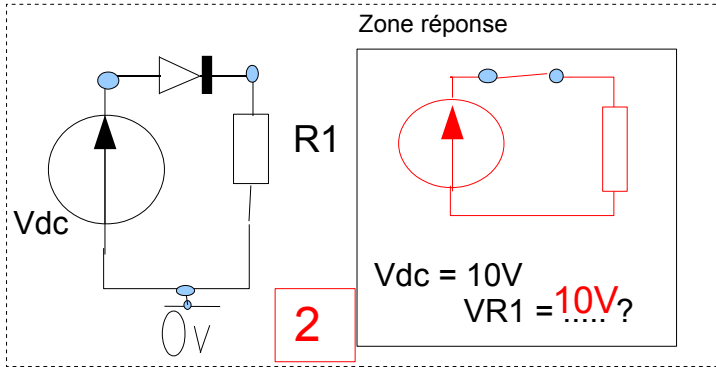 Zone réponse
R1
Vdc
0V
2
Vdc = 10V
VR1 = 10V ?